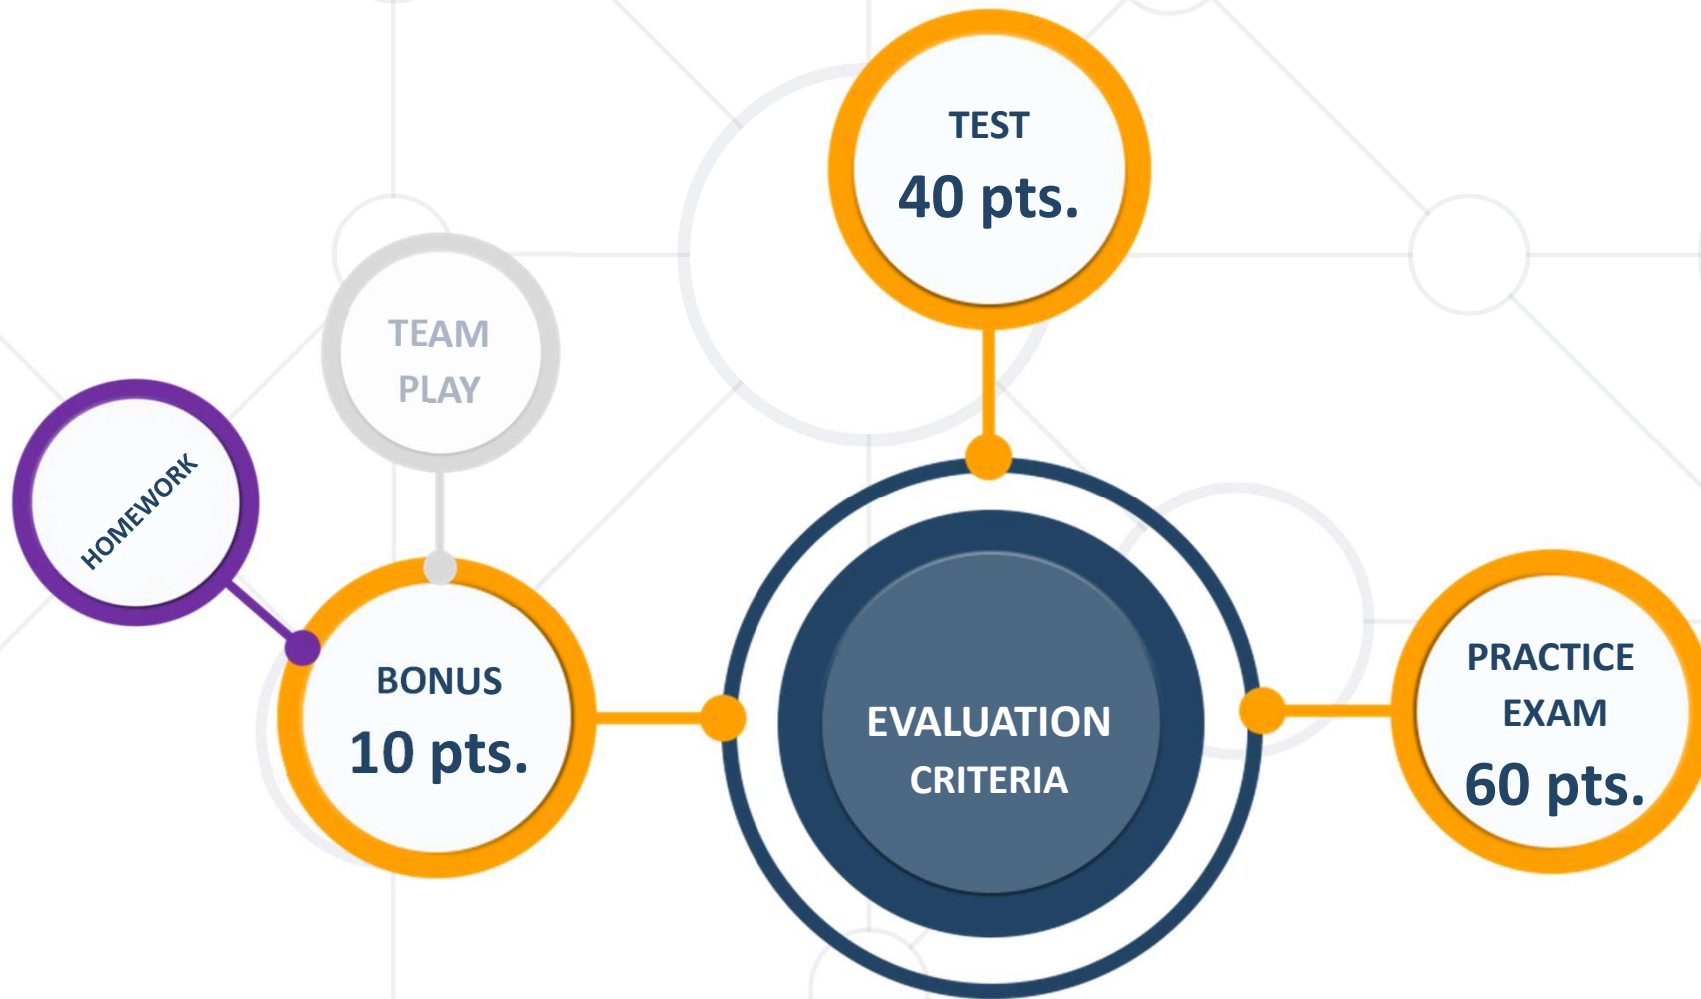 TEST
40 pts.
TEAM
PLAY
HOMEWORK
BONUS
10 pts.
EVALUATION
CRITERIA
PRACTICE
EXAM
60 pts.